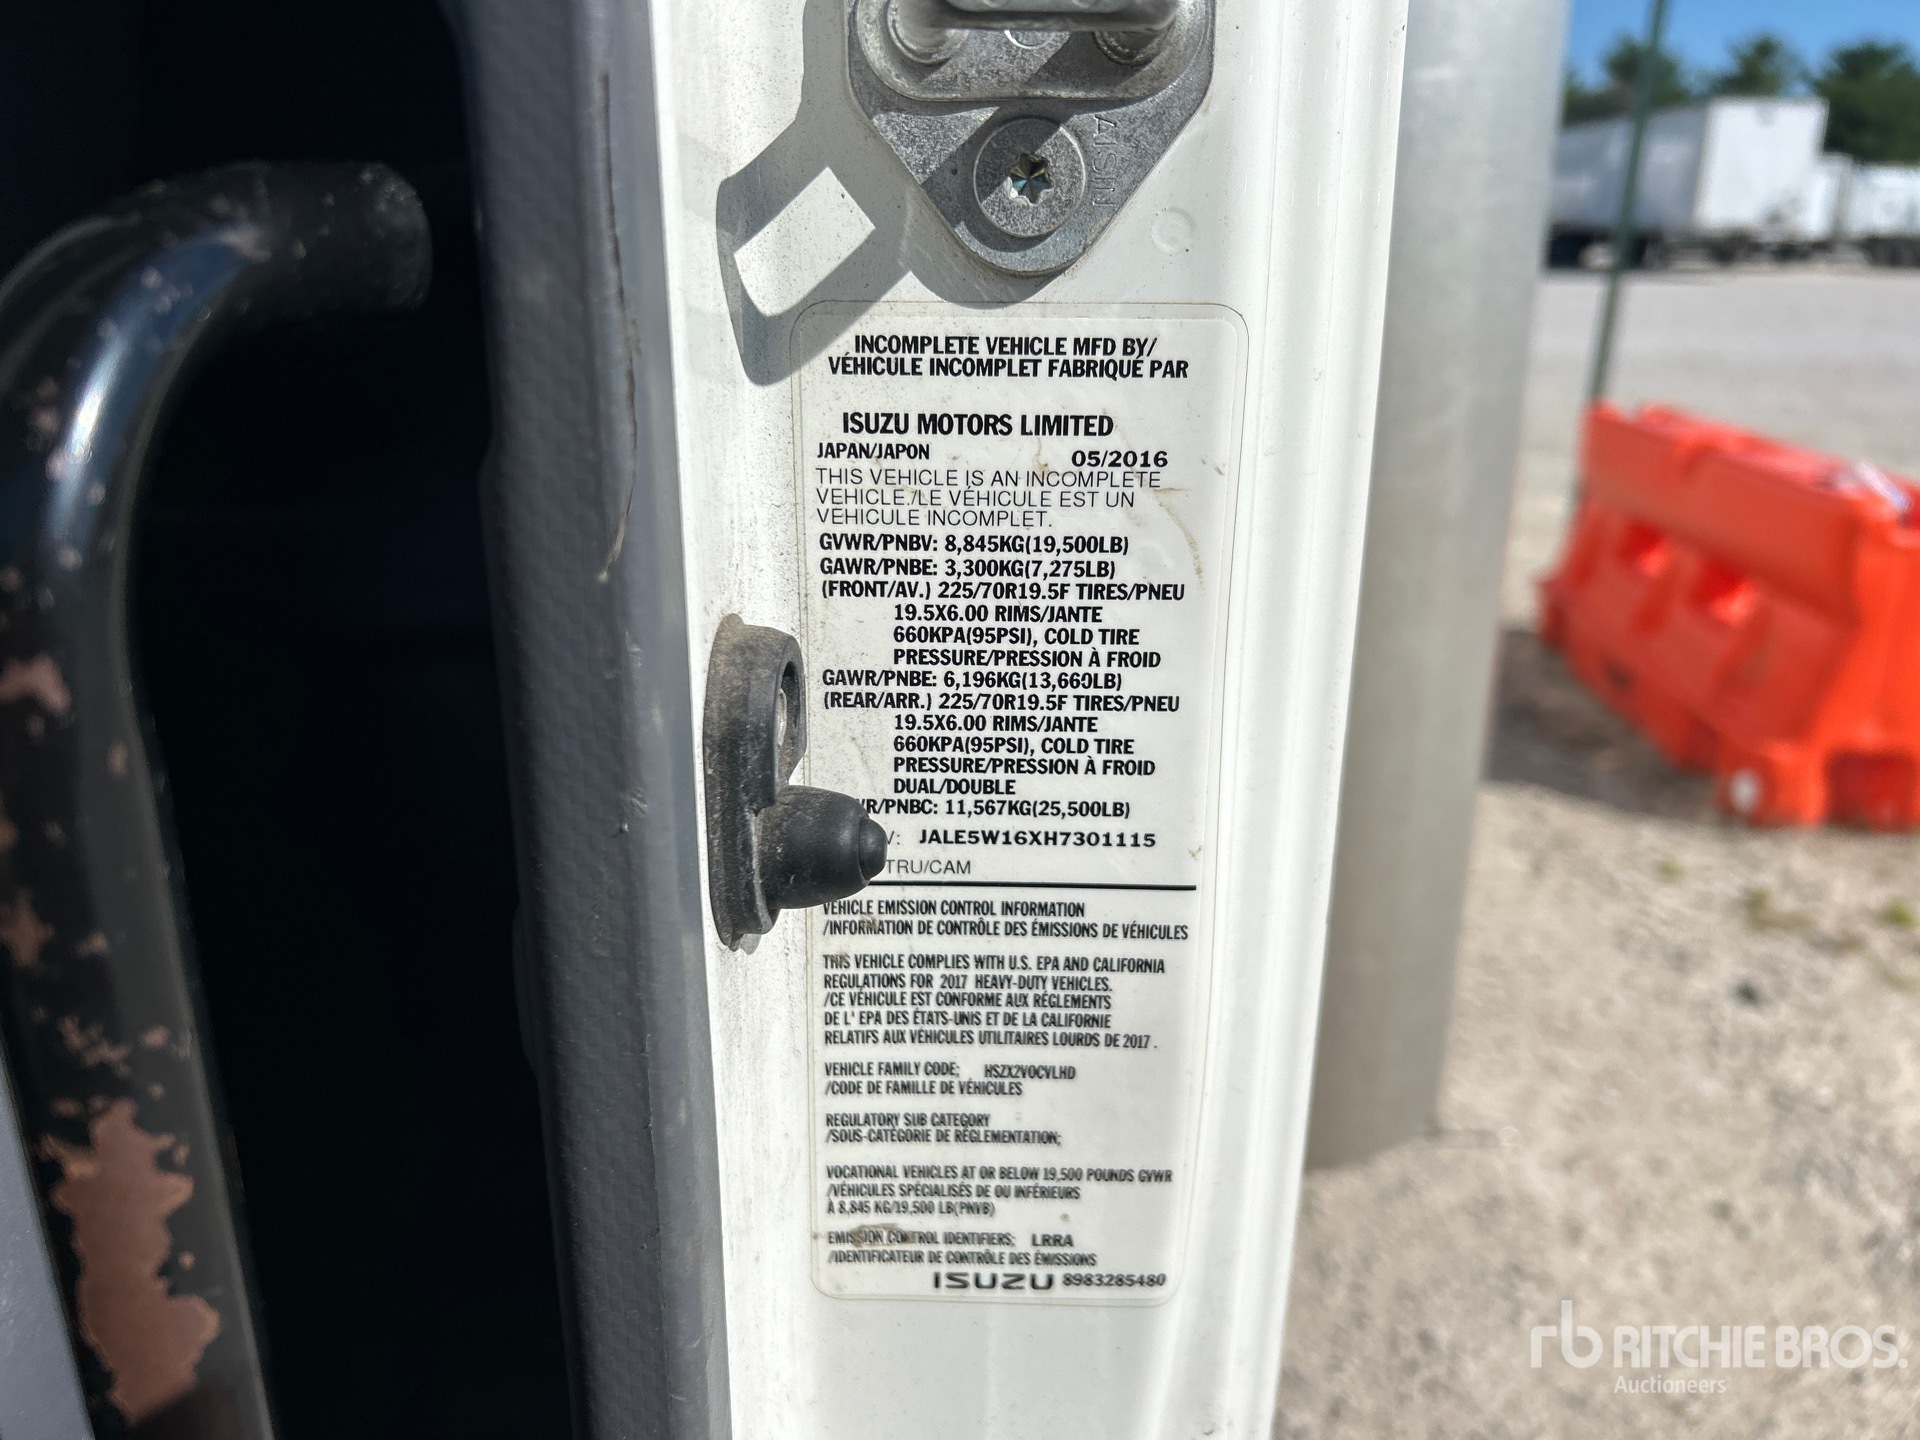 AISIN
INCOMPLETE VEHICLE MFD BY/
VÉHICULE INCOMPLET FABRIQUÉ PAR
ISUZU MOTORS LIMITED
JAPAN/JAPON 05/2016
THIS VEHICLE IS AN INCOMPLETE
VEHICLE./LE VÉHICULE EST UN
VEHICULE INCOMPLET.
GVWR/PNBV: 8,845KG(19,500LB)
GAWR/PNBE: 3,300KG(7,275LB)
(FRONT/AV.) 225/70R19.5F TIRES/PNEU
19.5X6.00 RIMS/JANTE
660KPA(95PSI), COLD TIRE
PRESSURE/PRESSION À FROID
GAWR/PNBE: 6,196KG(13,660LB)
(REAR/ARR.) 225/70R19.5F TIRES/PNEU
19.5X6.00 RIMS/JANTE
660KPA(95PSI), COLD TIRE
PRESSURE/PRESSION À FROID
DUAL/DOUBLE
R/PNBC: 11,567KG(25,500LB)
V: JALE5W16XH7301115
TRU/CAM
VEHICLE EMISSION CONTROL INFORMATION
/INFORMATION DE CONTRÔLE DES ÉMISSIONS DE VÉHICULES
THIS VEHICLE COMPLIES WITH U.S. EPA AND CALIFORNIA
REGULATIONS FOR 2017 HEAVY-DUTY VEHICLES.
/CE VÉHICULE EST CONFORME AUX RÉGLEMENTS
DE L' EPA DES ÉTATS-UNIS ET DE LA CALIFORNIE
RELATIFS AUX VÉHICULES UTILITAIRES LOURDS DE 2017 .
VEHICLE FAMILY CODE; HSZX2VOCVLHD
/CODE DE FAMILLE DE VÉHICULES
REGULATORY SUB CATEGORY
/SOUS-CATÉGORIE DE RÉGLEMENTATION;
VOCATIONAL VEHICLES AT OR BELOW 19,500 POUNDS GVWR
/VÉHICULES SPÉCIALISÉS DE OU INFÉRIEURS
À 8,845 KG/19,500 LB(PNVB)
EMISSION CONTROL IDENTIFIERS; LRRA
/IDENTIFICATEUR DE CONTRÔLE DES ÉMISSIONS
ISUZU 8983285480
rb RITCHIE BROS.
Auctioneers